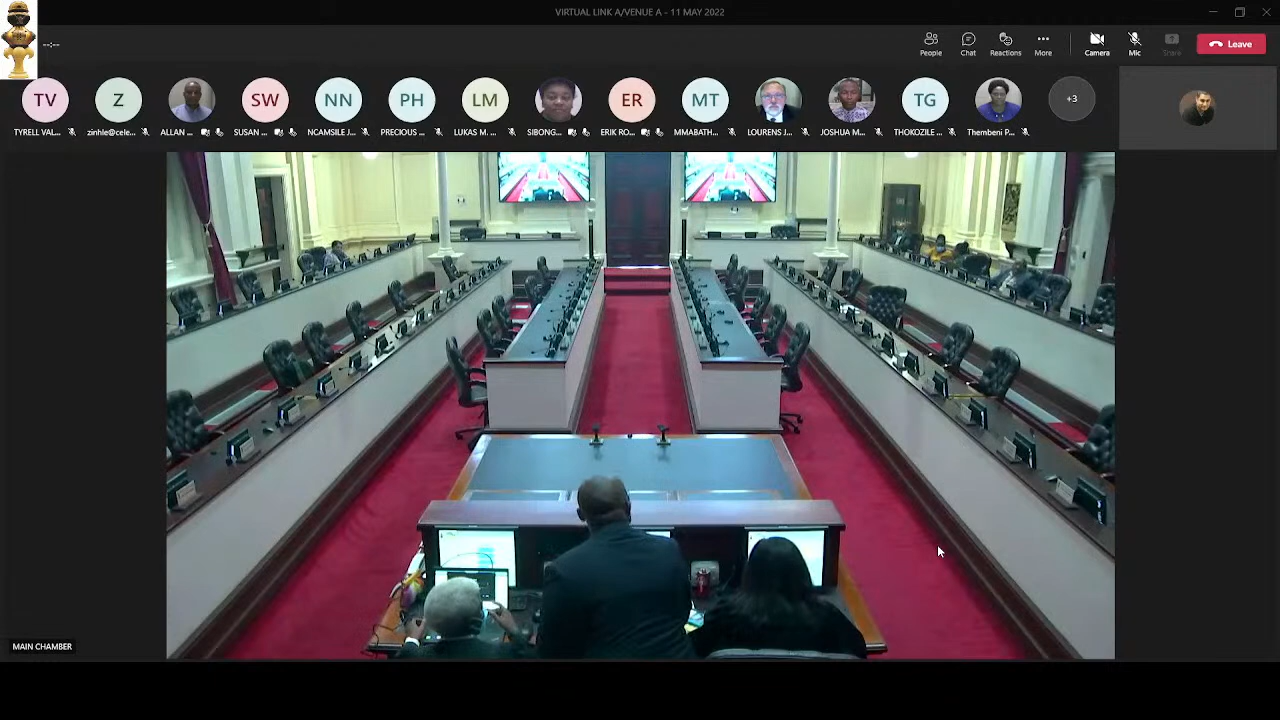 VIRTUAL LINK A/VENUE A - 11 MAY 2022
--:--
People
Chat
Reactions
More
Camera
Mic
Share
Leave
TV
Z
SW
NN
PH
LM
ER
MT
TG
+3
TYRELL VAL...
zinhle@cele...
ALLAN ...
SUSAN ...
NCAMSILE J...
PRECIOUS ...
LUKAS M. ...
SIBONG...
ERIK RO...
MMABATH...
LOURENS J...
JOSHUA M...
THOKOZILE ...
Thembeni P...
MAIN CHAMBER